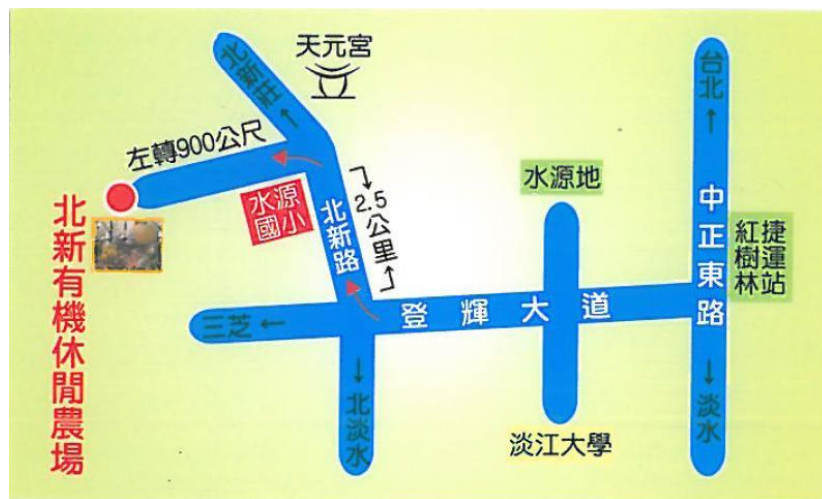 天元宮
北新莊↑
台北↑
左轉900公尺
水源國小
北新路
2.5公里
水源地
中正東路
捷運站
紅樹林
北新有機休閒農場
三芝←
登輝大道
↓北淡水
↓淡水
淡江大學